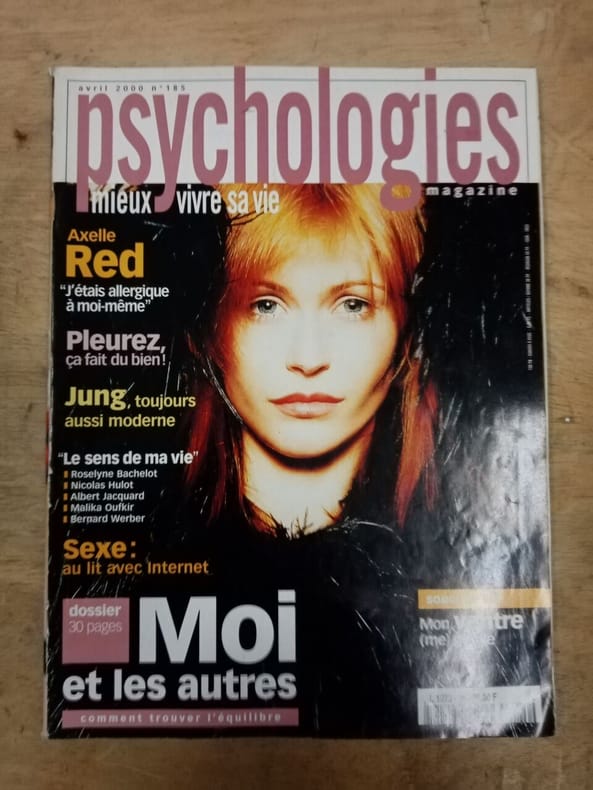 avril 2000 n°185
psychologies
magazine
mieux vivre sa vie
Axelle
Red
"J'étais allergique
à moi-même"
Pleurez,
ça fait du bien !
Jung, toujours
aussi moderne
"Le sens de ma vie"
Roselyne Bachelot
Nicolas Hulot
Albert Jacquard
Malika Oufkir
Bernard Werber
Sexe :
au lit avec Internet
dossier
30 pages
Moi
et les autres
comment trouver l'équilibre
Mon
(me)